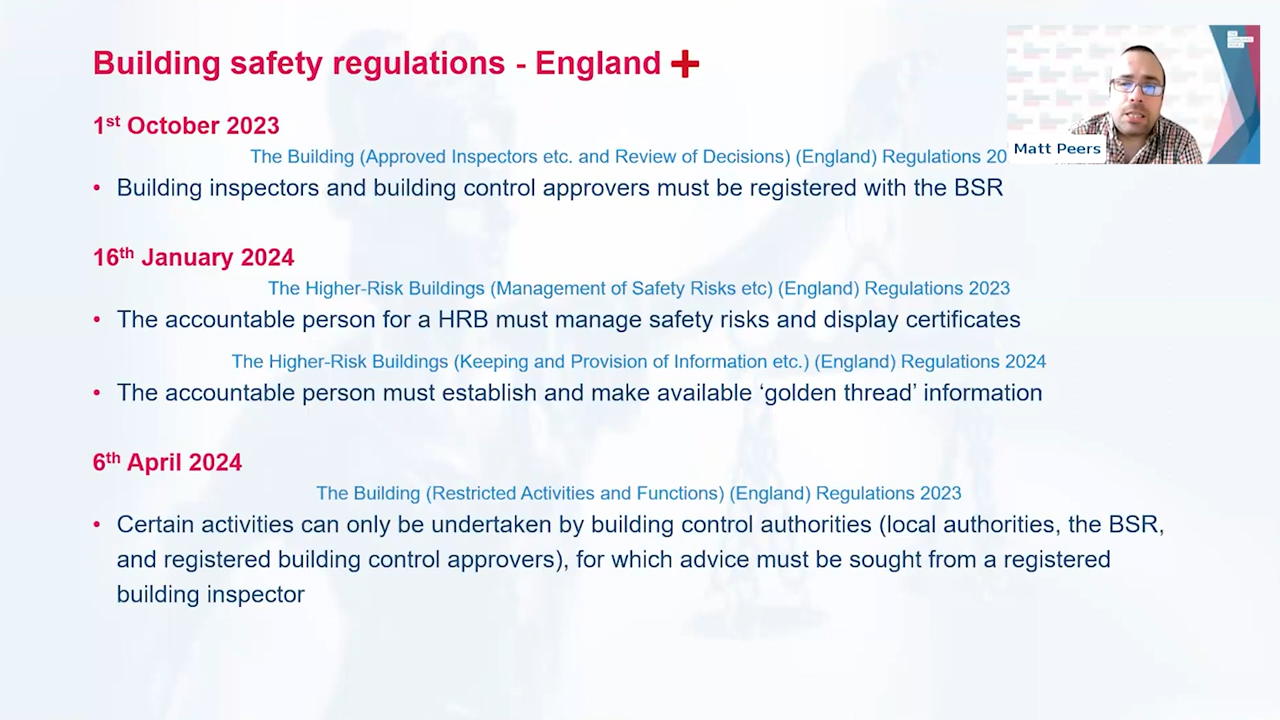 Building safety regulations - England
1st October 2023
The Building (Approved Inspectors etc. and Review of Decisions) (England) Regulations 20
• Building inspectors and building control approvers must be registered with the BSR
16th January 2024
The Higher-Risk Buildings (Management of Safety Risks etc) (England) Regulations 2023
• The accountable person for a HRB must manage safety risks and display certificates
The Higher-Risk Buildings (Keeping and Provision of Information etc.) (England) Regulations 2024
• The accountable person must establish and make available ‘golden thread’ information
6th April 2024
The Building (Restricted Activities and Functions) (England) Regulations 2023
• Certain activities can only be undertaken by building control authorities (local authorities, the BSR,
and registered building control approvers), for which advice must be sought from a registered
building inspector
Matt Peers